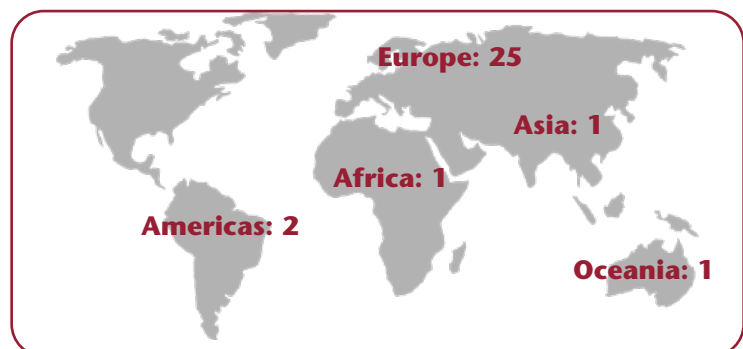 Europe: 25
Asia: 1
Africa: 1
Americas: 2
Oceania: 1